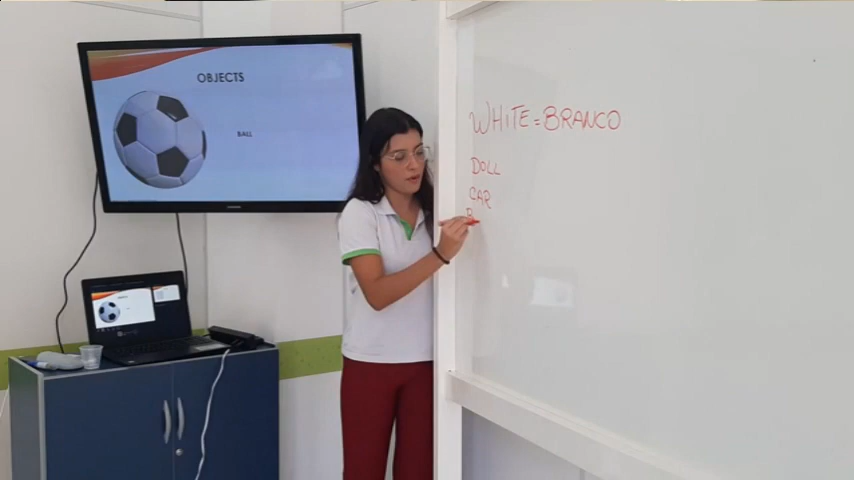 OBJECTS
BALL
WHITE = BRANCO
DOLL
CAR
B